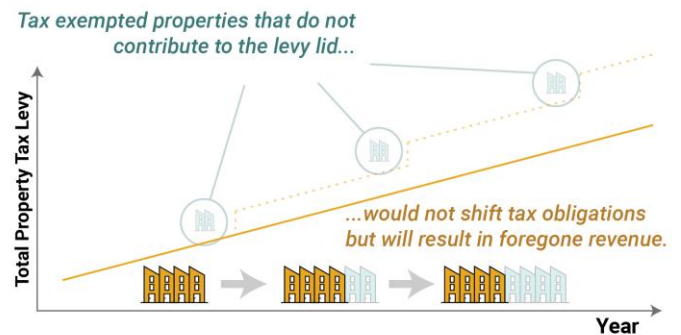 Tax exempted properties that do not
contribute to the levy lid...
Total Property Tax Levy
...would not shift tax obligations
but will result in foregone revenue.
Year